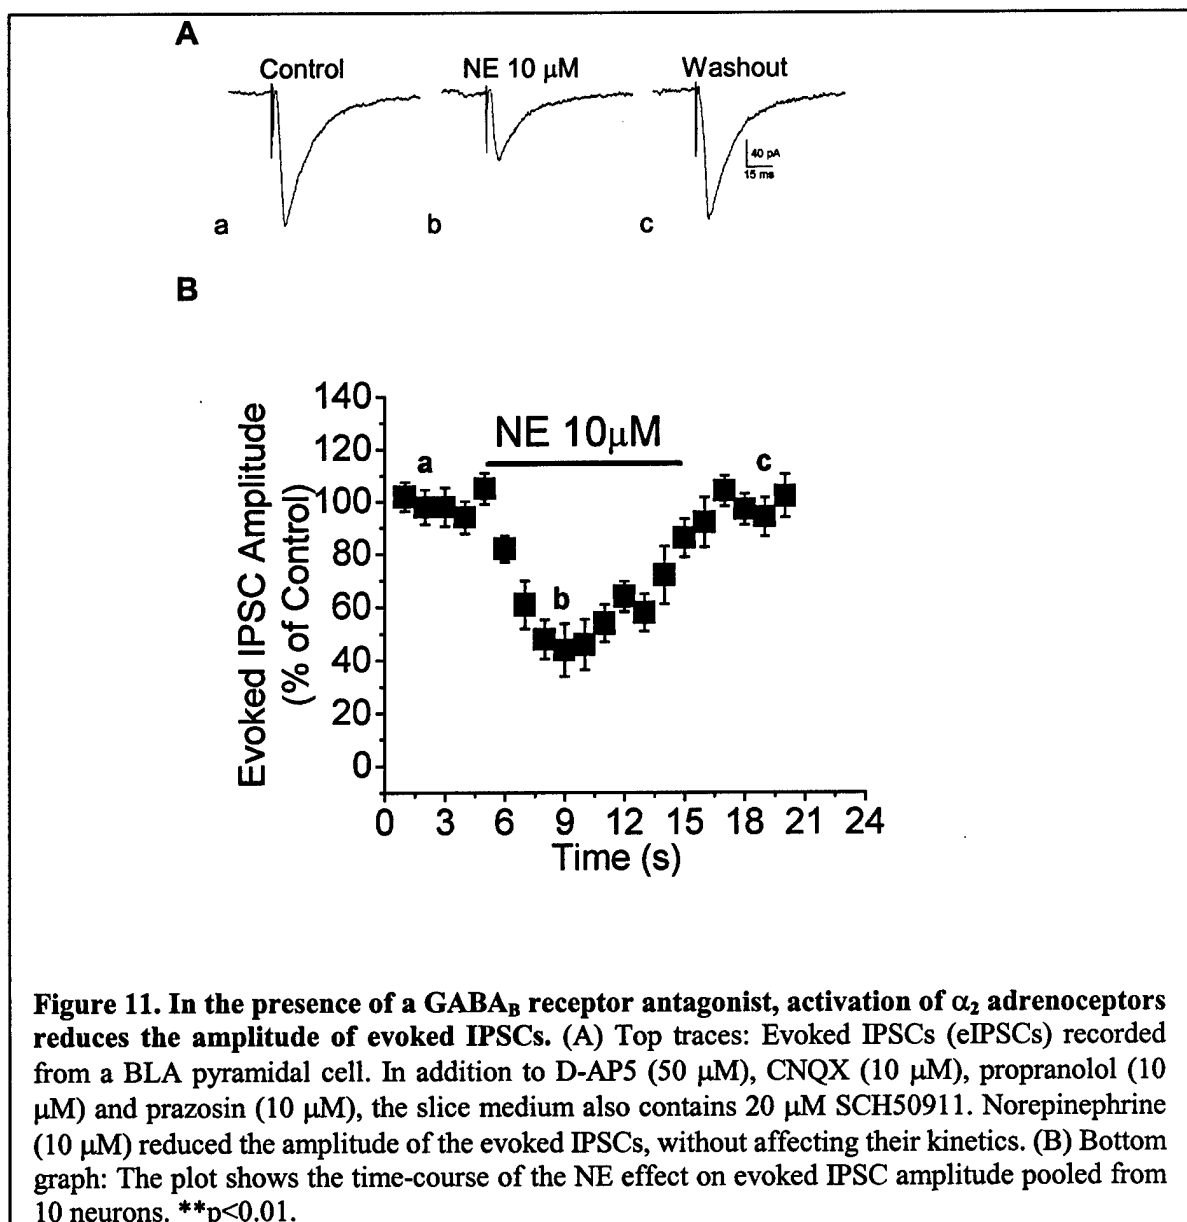 A
Control NE 10 μM Washout
40 pA
15 ms
a b c
B
Evoked IPSC Amplitude
(% of Control)
140
120
100
80
60
40
20
0
NE 10μM
a c
b
0 3 6 9 12 15 18 21 24
Time (s)
Figure 11. In the presence of a GABA_B receptor antagonist, activation of α₂ adrenoceptors
reduces the amplitude of evoked IPSCs. (A) Top traces: Evoked IPSCs (eIPSCs) recorded
from a BLA pyramidal cell. In addition to D-AP5 (50 μM), CNQX (10 μM), propranolol (10
μM) and prazosin (10 μM), the slice medium also contains 20 μM SCH50911. Norepinephrine
(10 μM) reduced the amplitude of the evoked IPSCs, without affecting their kinetics. (B) Bottom
graph: The plot shows the time-course of the NE effect on evoked IPSC amplitude pooled from
10 neurons. **p<0.01.